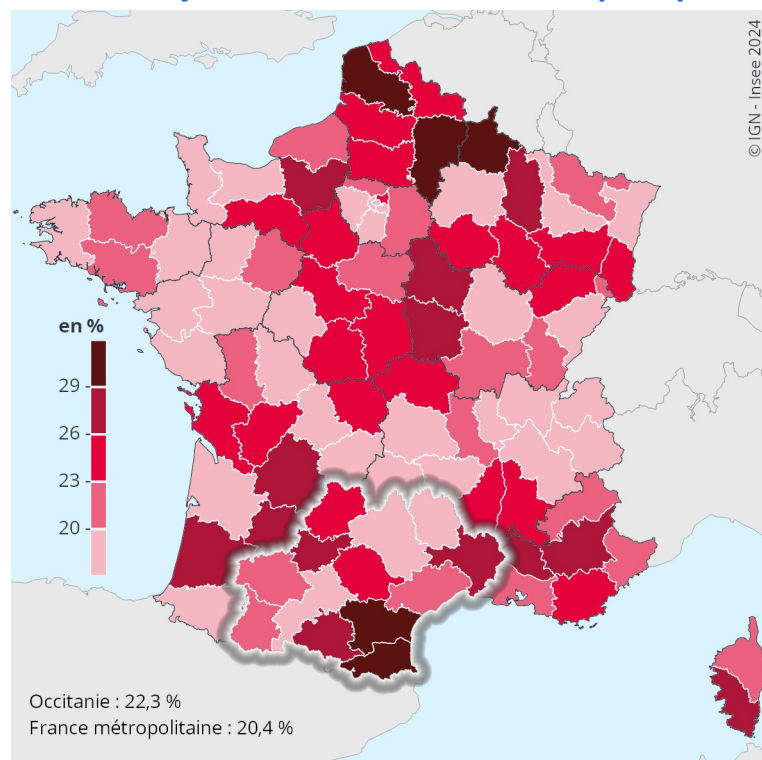 © IGN - Insee 2024
en %
29
26
23
20
Occitanie : 22,3 %
France métropolitaine : 20,4 %